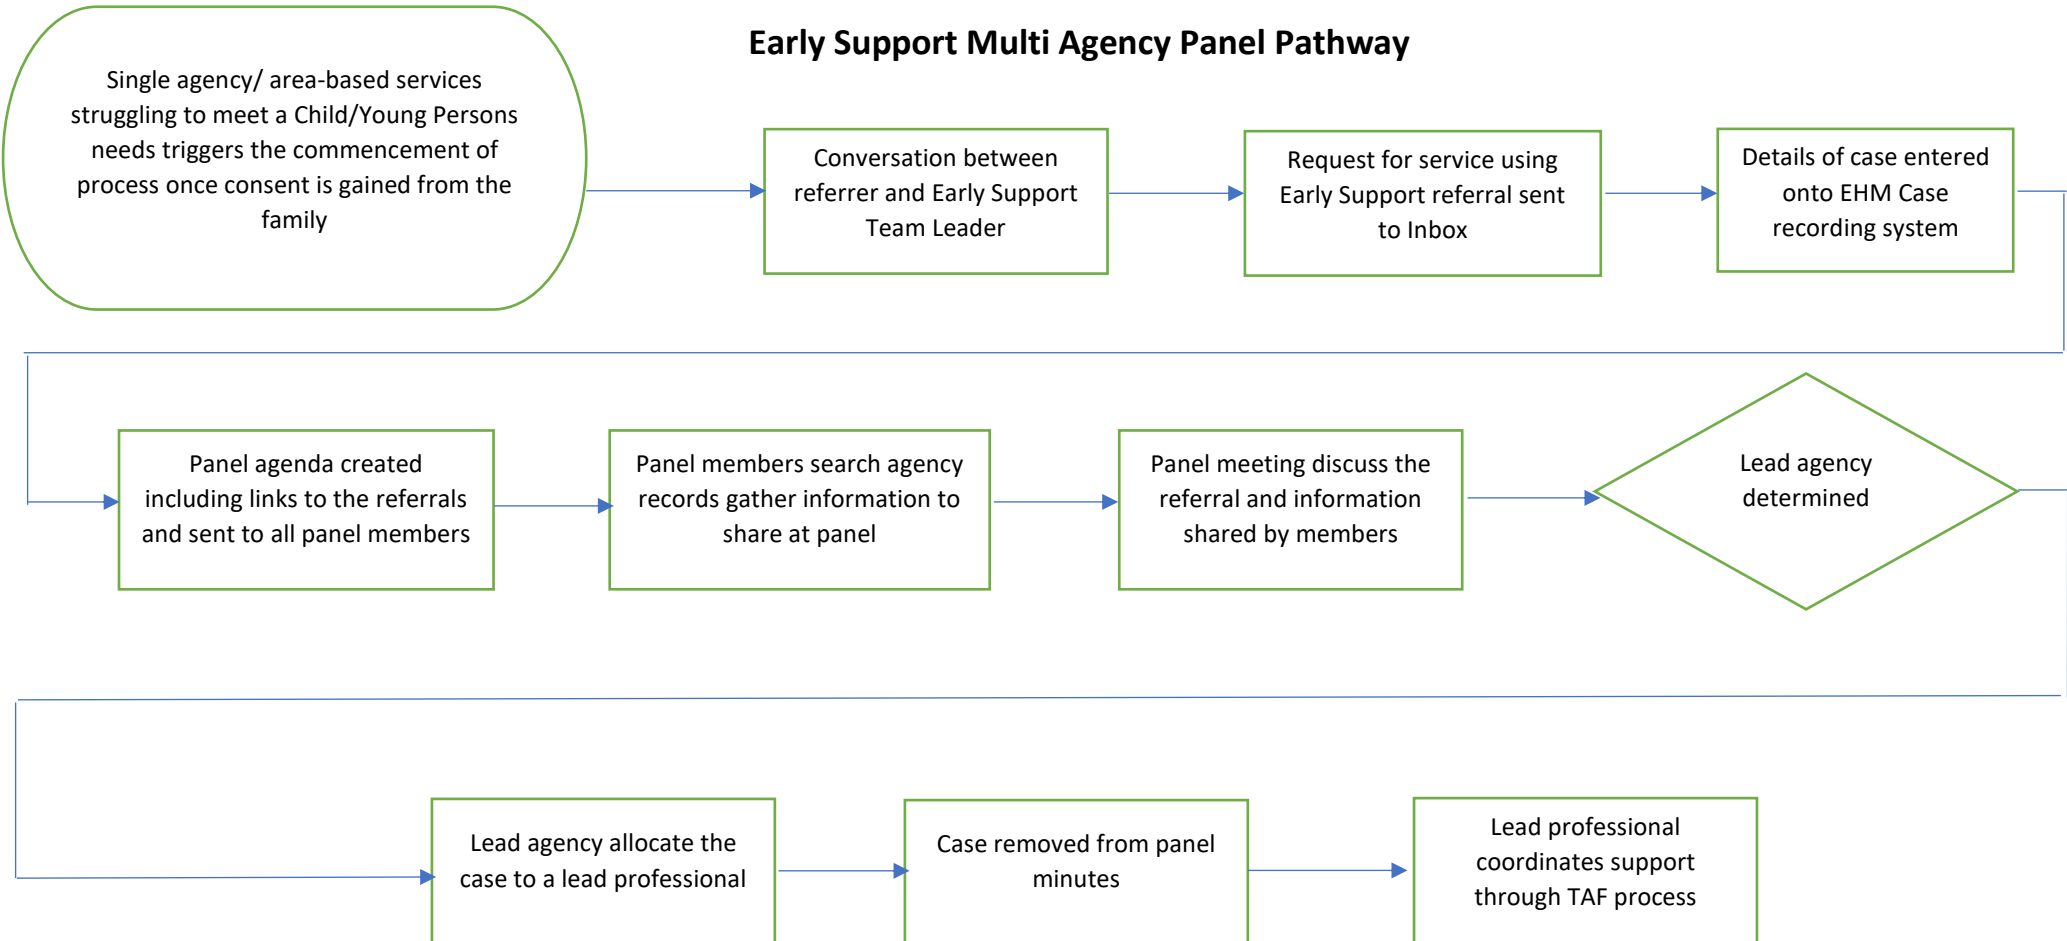 Early Support Multi Agency Panel Pathway
Single agency/ area-based services
struggling to meet a Child/Young Persons
needs triggers the commencement of
process once consent is gained from the
family
Conversation between
referrer and Early Support
Team Leader
Request for service using
Early Support referral sent
to Inbox
Details of case entered
onto EHM Case
recording system
Panel agenda created
including links to the referrals
and sent to all panel members
Panel members search agency
records gather information to
share at panel
Panel meeting discuss the
referral and information
shared by members
Lead agency
determined
Lead agency allocate the
case to a lead professional
Case removed from panel
minutes
Lead professional
coordinates support
through TAF process